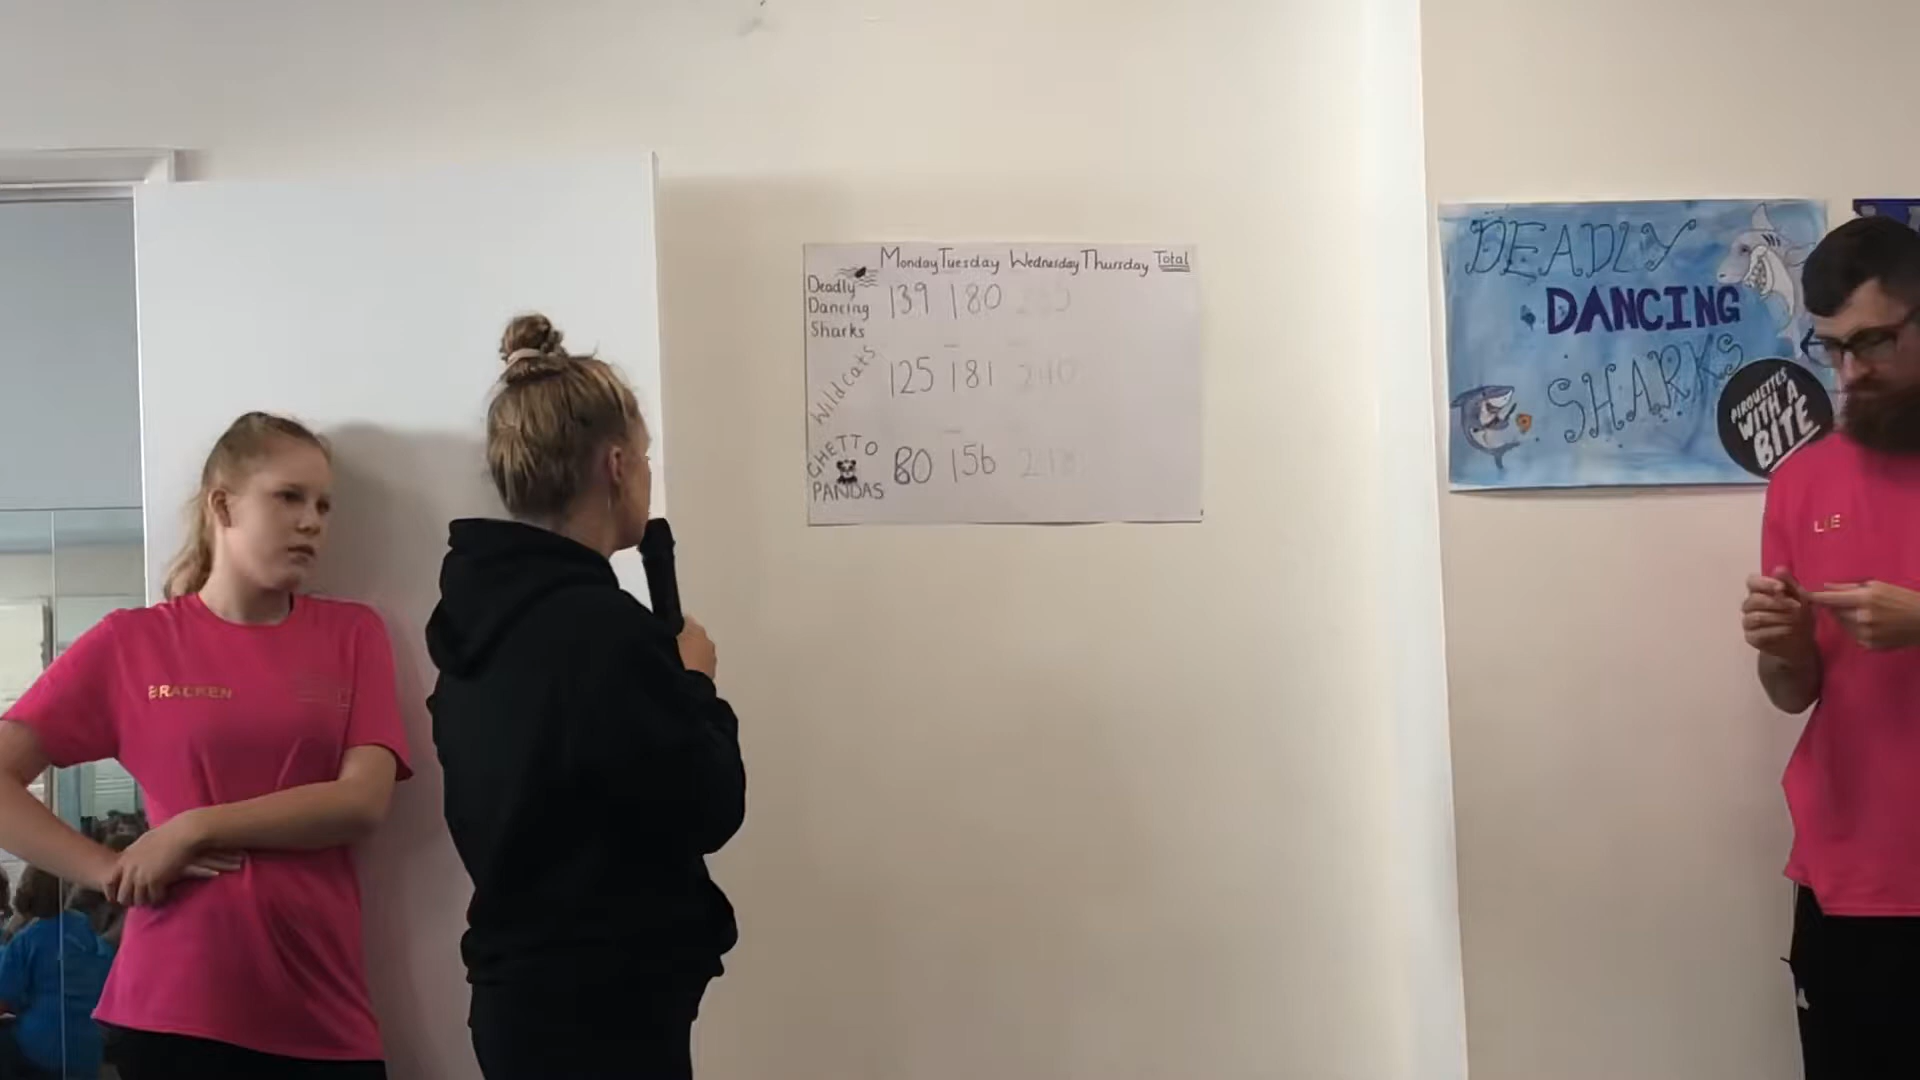 Monday Tuesday Wednesday Thursday Total
Deadly
Dancing
Sharks
139 180
Wildcats
125 181 240
GHETTO
PANDAS
80 156
DEADLY
DANCING
SHARKS
PIROUETTES
WITH A
BITE
BRACKEN
LEE